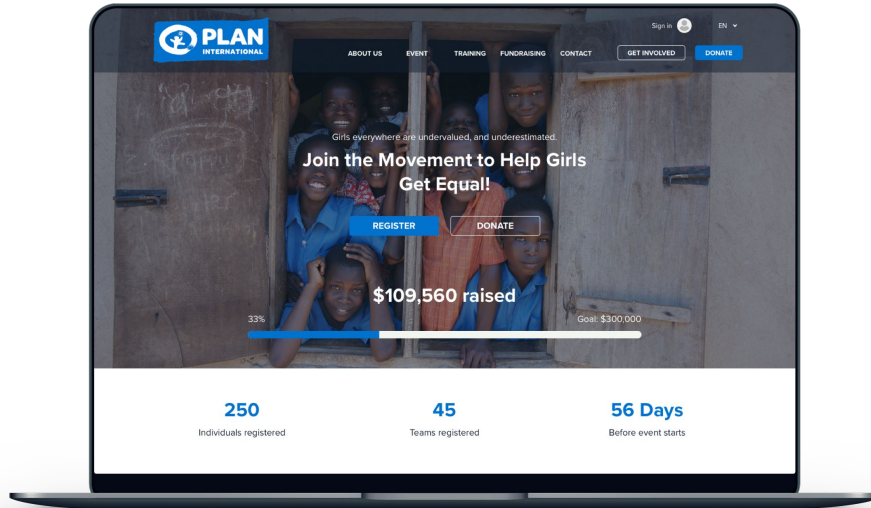 PLAN
INTERNATIONAL
Sign in
EN
ABOUT US
EVENT
TRAINING
FUNDRAISING
CONTACT
GET INVOLVED
DONATE
Girls everywhere are undervalued, and underestimated.
Join the Movement to Help Girls
Get Equal!
REGISTER
DONATE
$109,560 raised
33%
Goal: $300,000
250
Individuals registered
45
Teams registered
56 Days
Before event starts